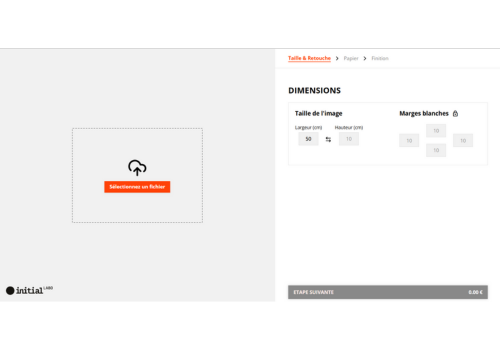 Taille & Retouche > Papier > Finition
DIMENSIONS
Taille de l'image
Marges blanches
Largeur (cm)
Hauteur (cm)
50
10
10
10
10
10
Sélectionnez un fichier
initial LABO
ETAPE SUIVANTE
0.00 €